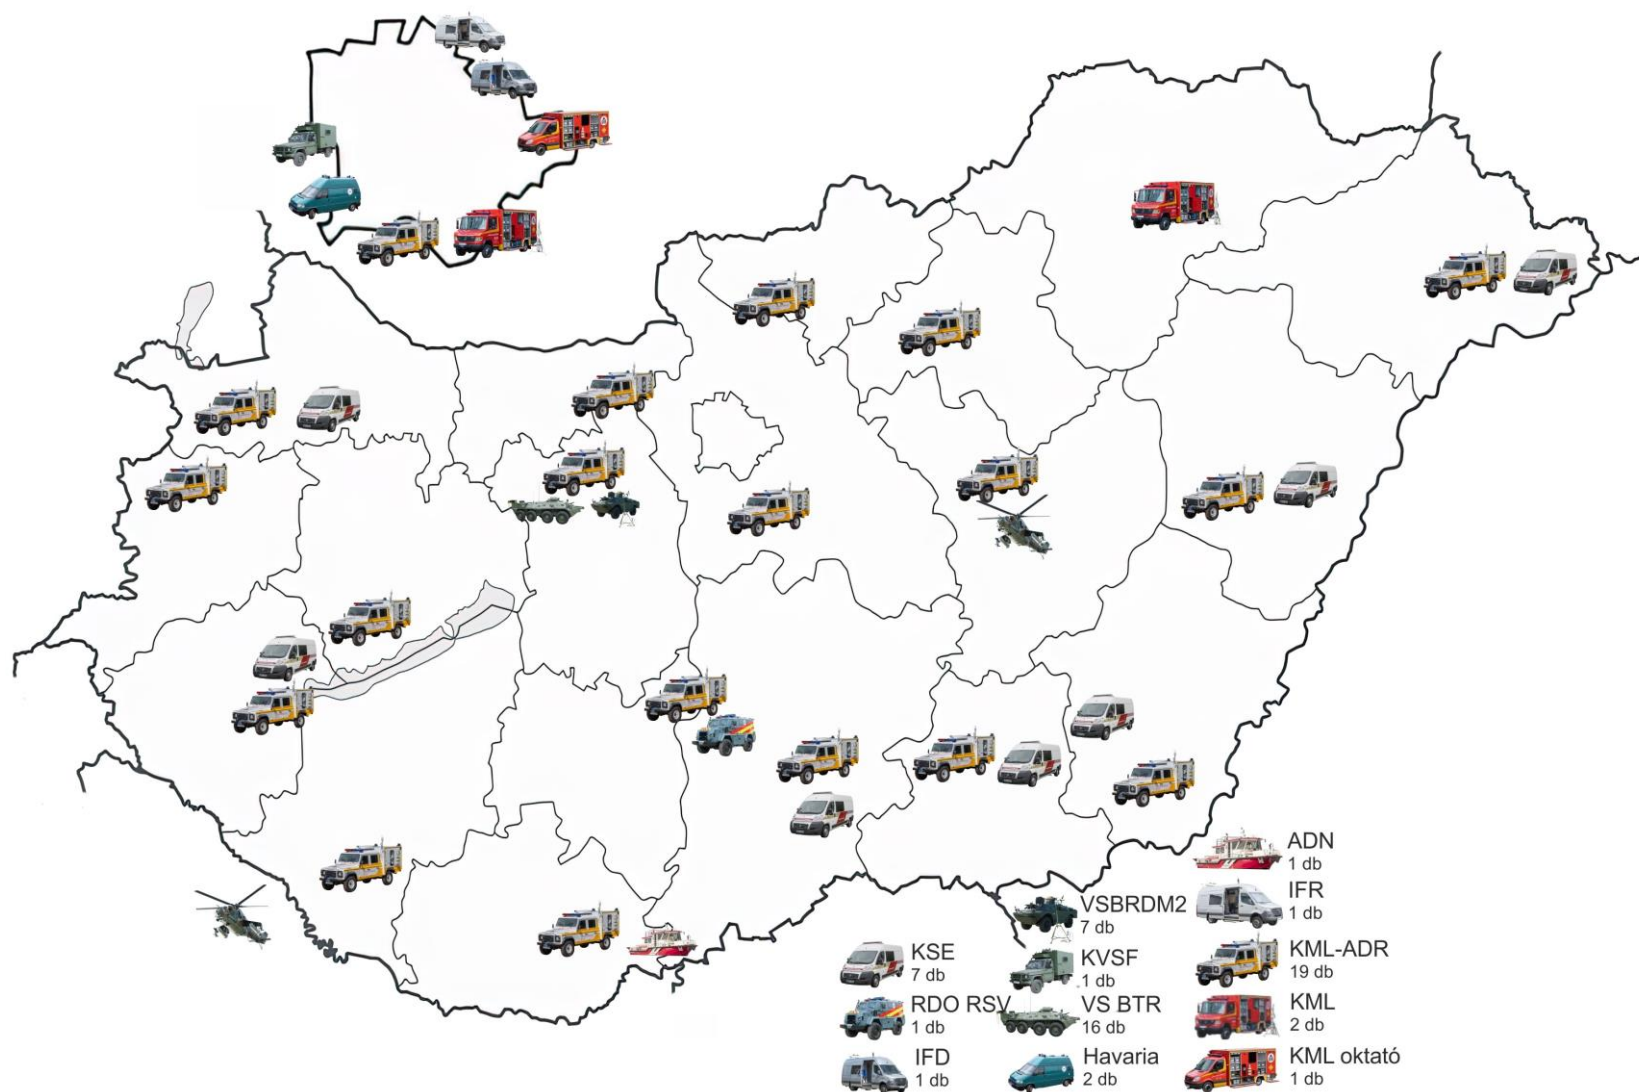 ADN
1 db
VSBRDM2
7 db
IFR
1 db
KSE
7 db
KVSF
1 db
KML-ADR
19 db
RDO RSV
1 db
VS BTR
16 db
KML
2 db
IFD
1 db
Havaria
2 db
KML oktató
1 db